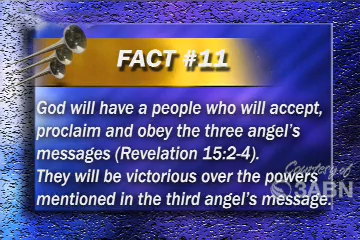 FACT #11
God will have a people who will accept,
proclaim and obey the three angel's
messages (Revelation 15:2-4).
They will be victorious over the powers
mentioned in the third angel's message.
Courtesy of
3ABN